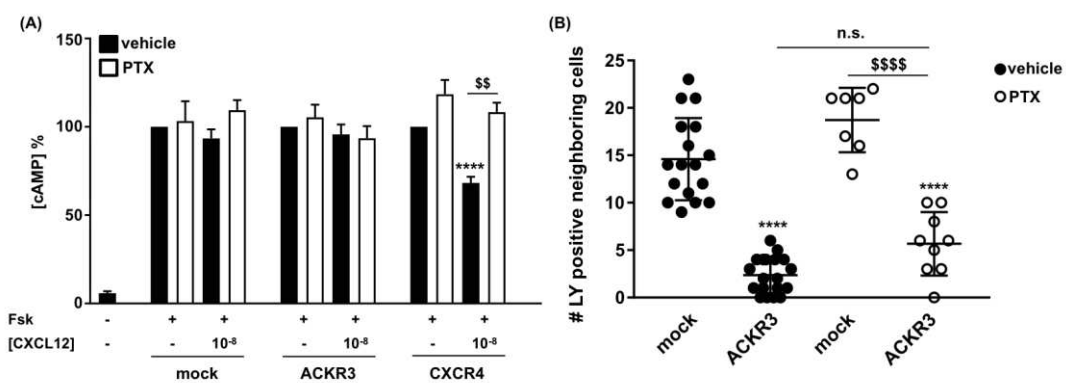 (A)
150
100
50
0
[cAMP] %
vehicle
PTX
$$
****
Fsk - + + + + + +
[CXCL12] - - 10-8 - 10-8 - 10-8
mock ACKR3 CXCR4
(B)
25
20
15
10
5
0
# LY positive neighboring cells
n.s.
$$$$
vehicle
PTX
****
****
mock ACKR3 mock ACKR3